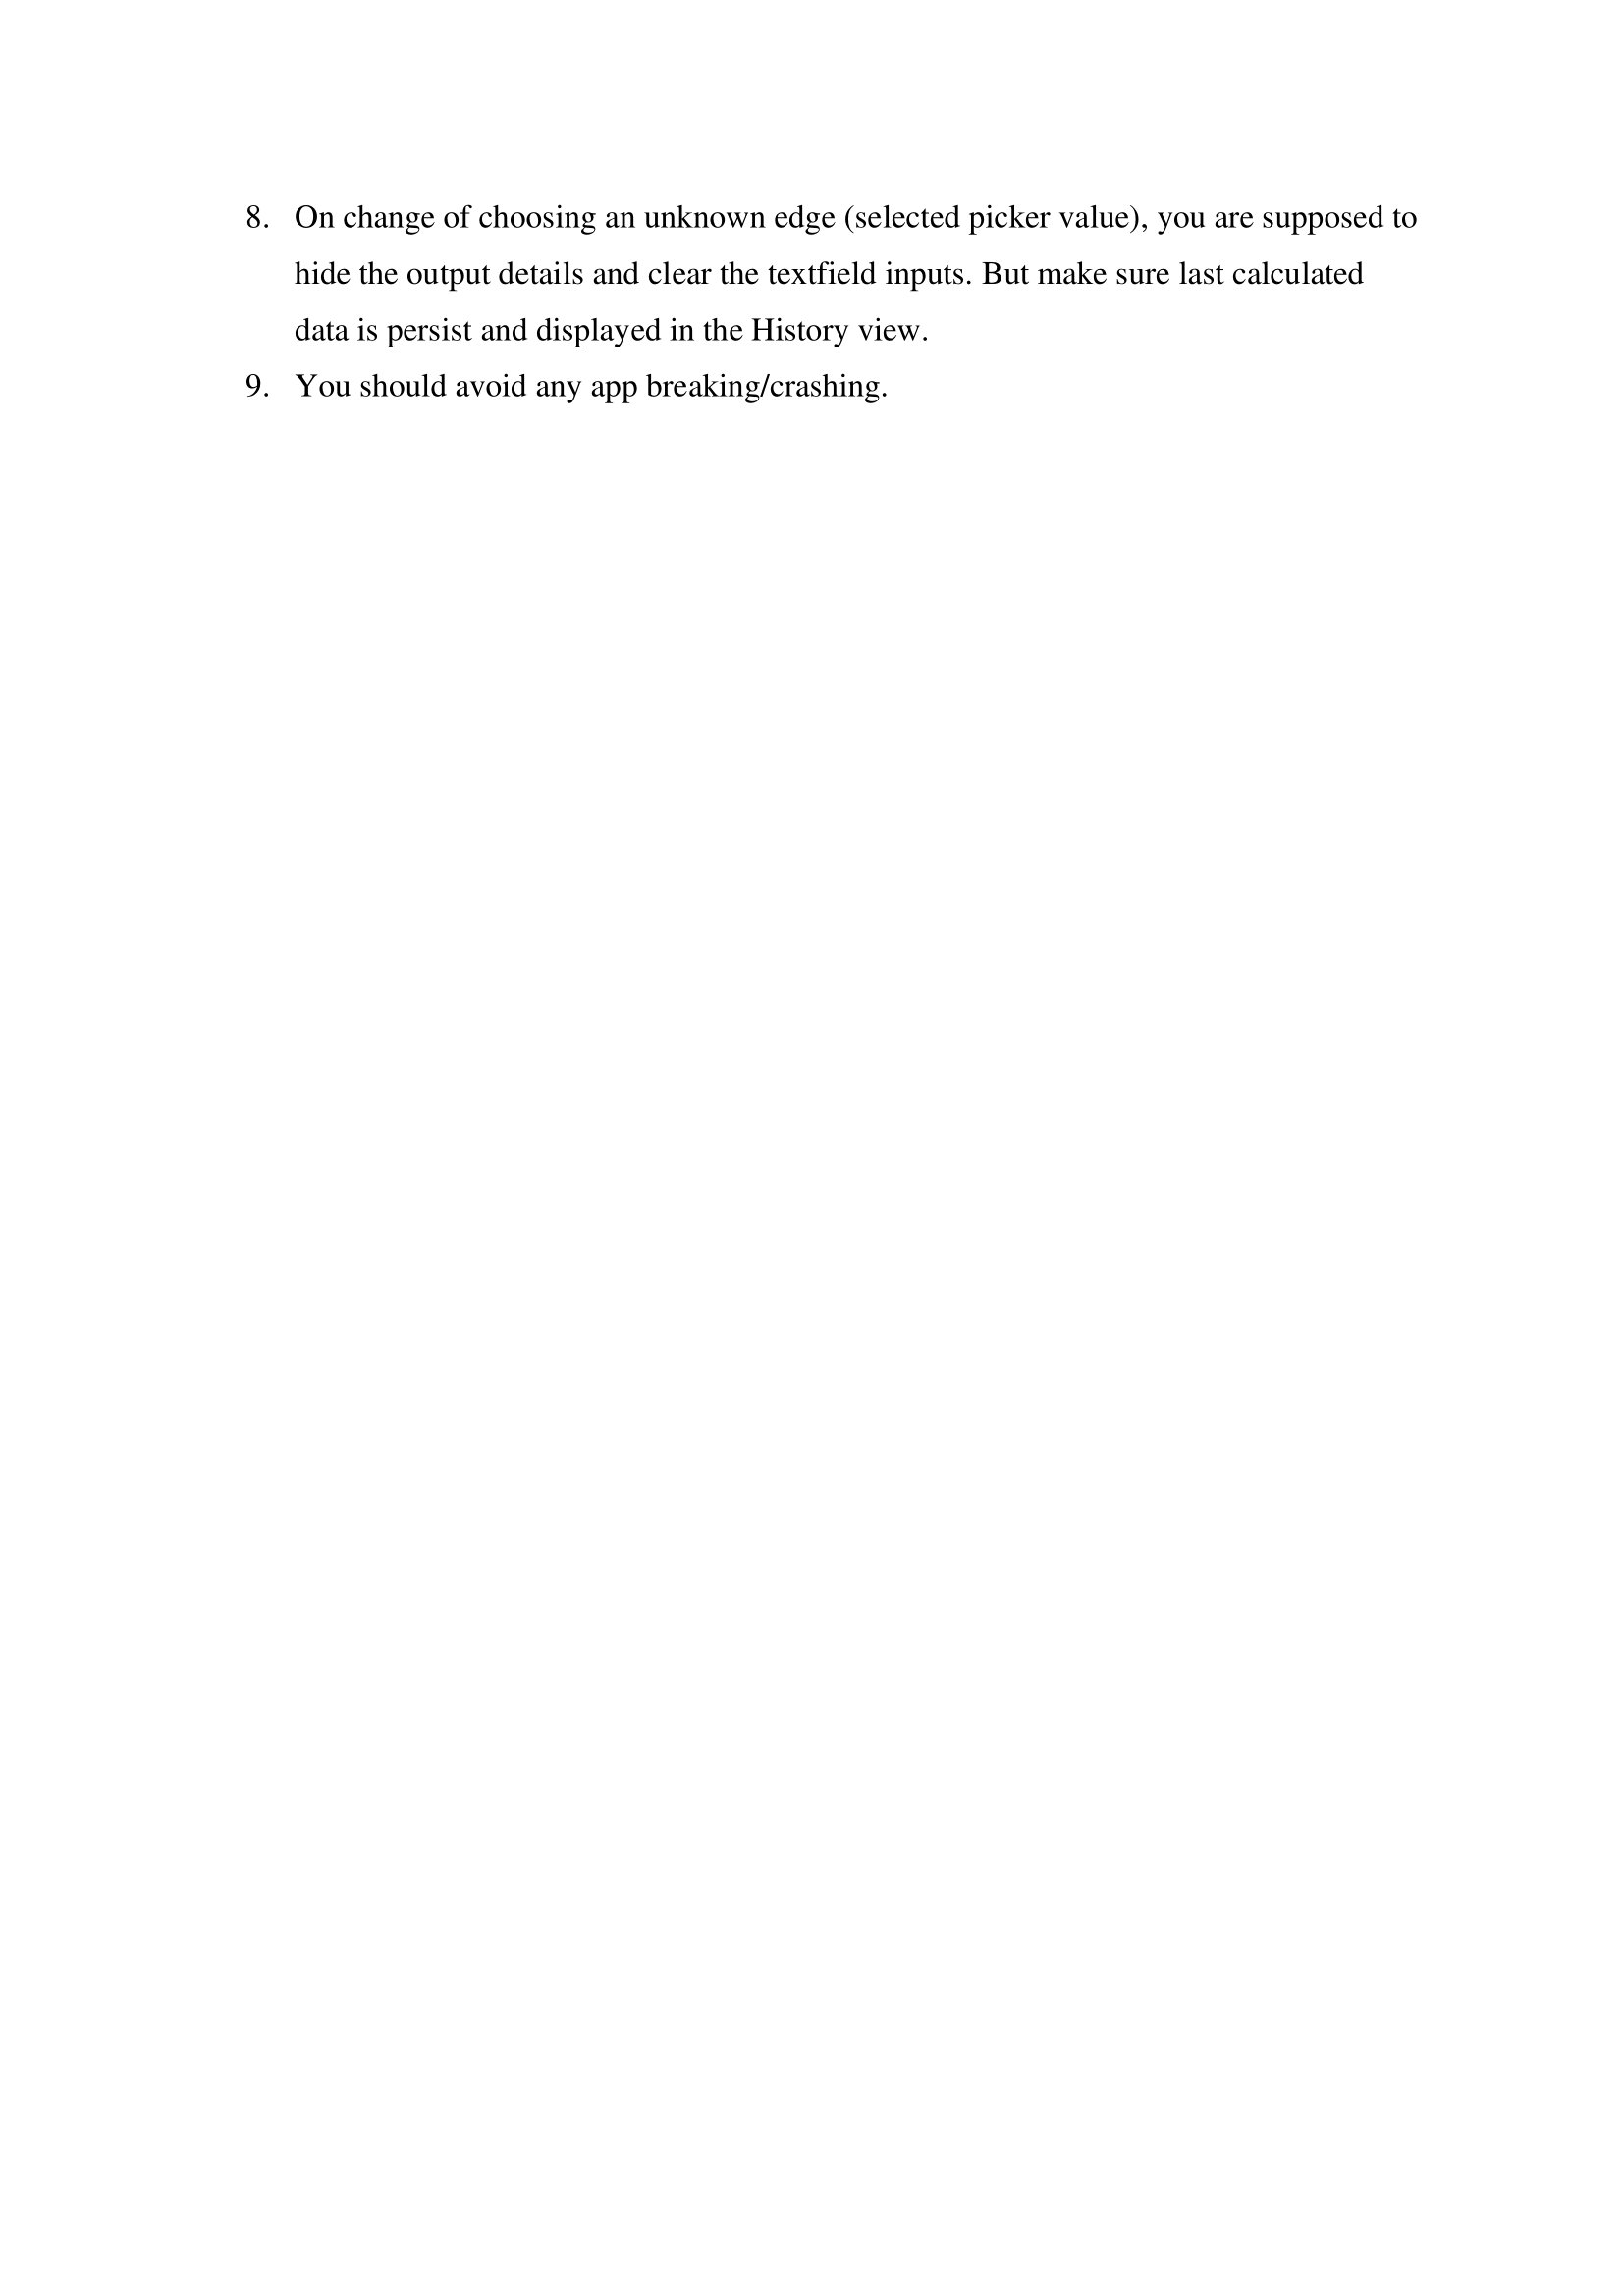 8. On change of choosing an unknown edge (selected picker value), you are supposed to
hide the output details and clear the textfield inputs. But make sure last calculated
data is persist and displayed in the History view.
9. You should avoid any app breaking/crashing.